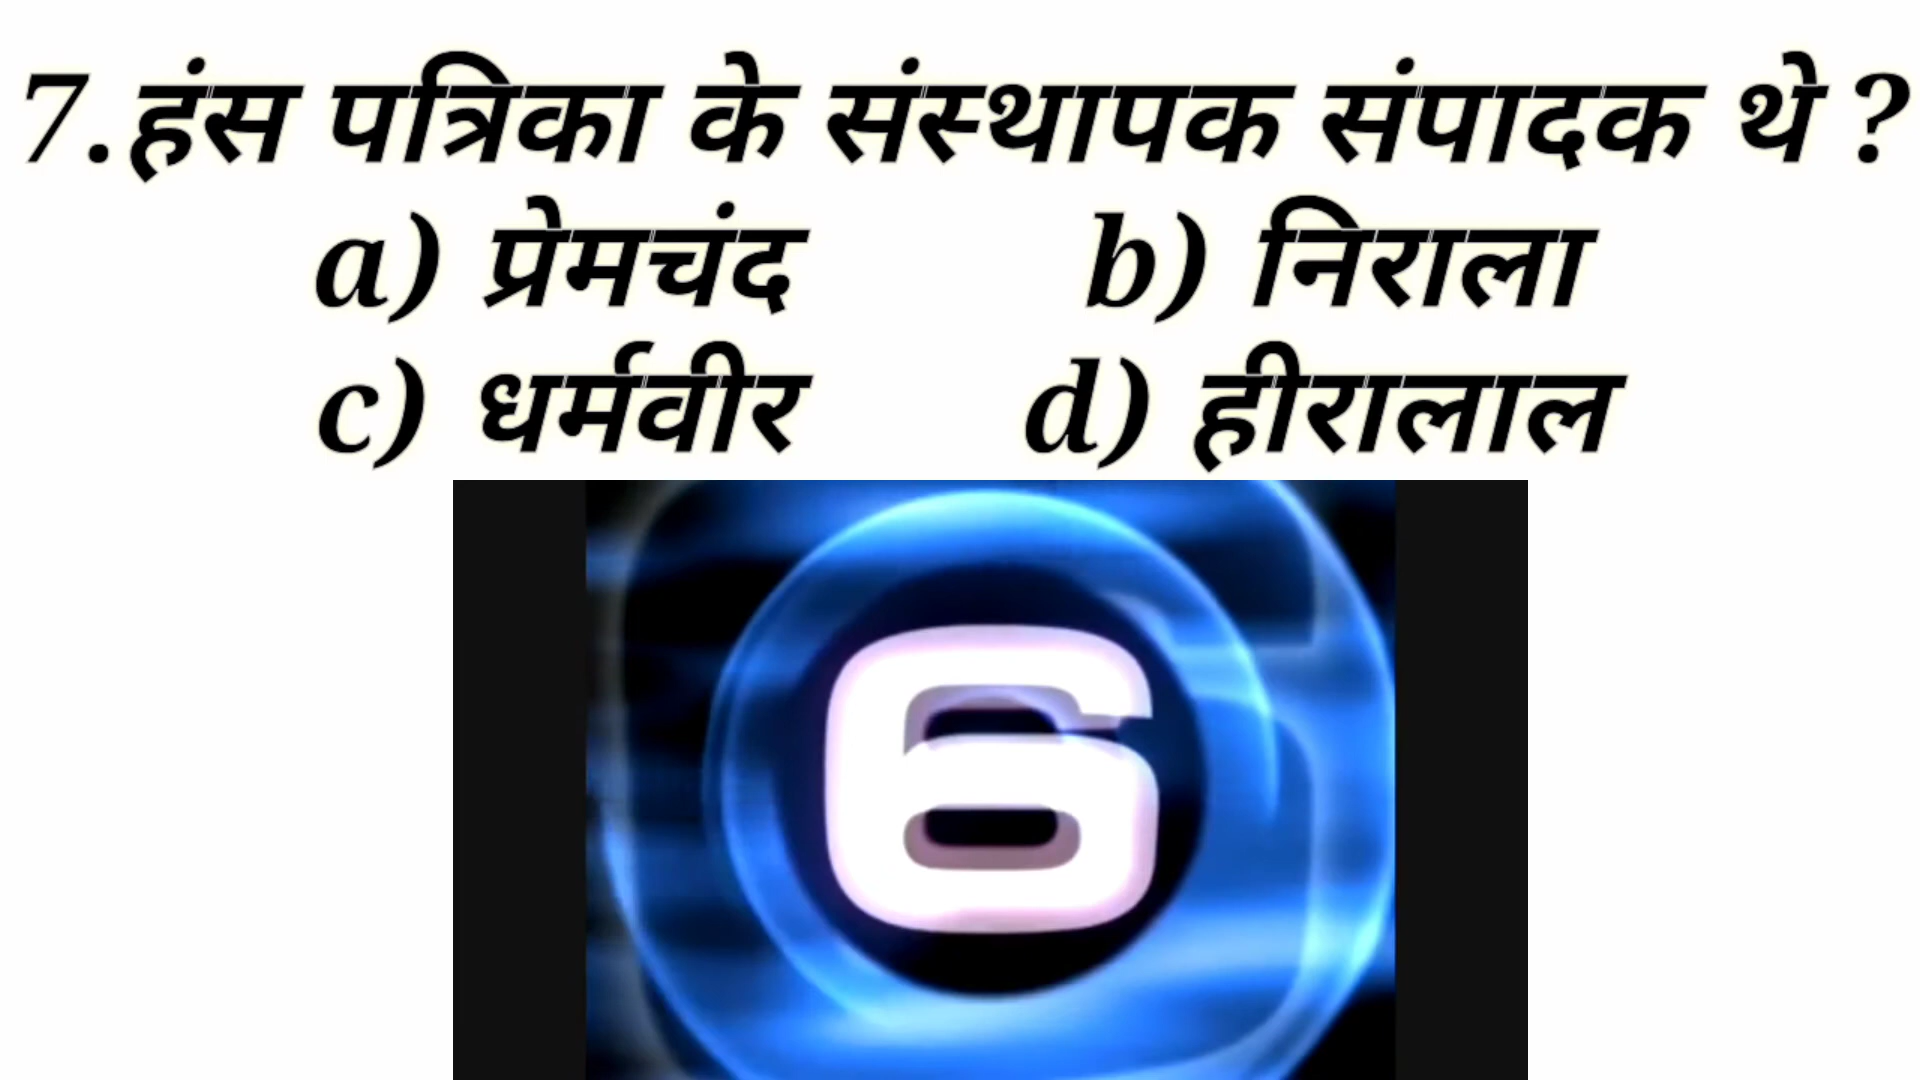 7.हंस पत्रिका के संस्थापक संपादक थे ?
a) प्रेमचंद b) निराला
c) धर्मवीर d) हीरालाल
6